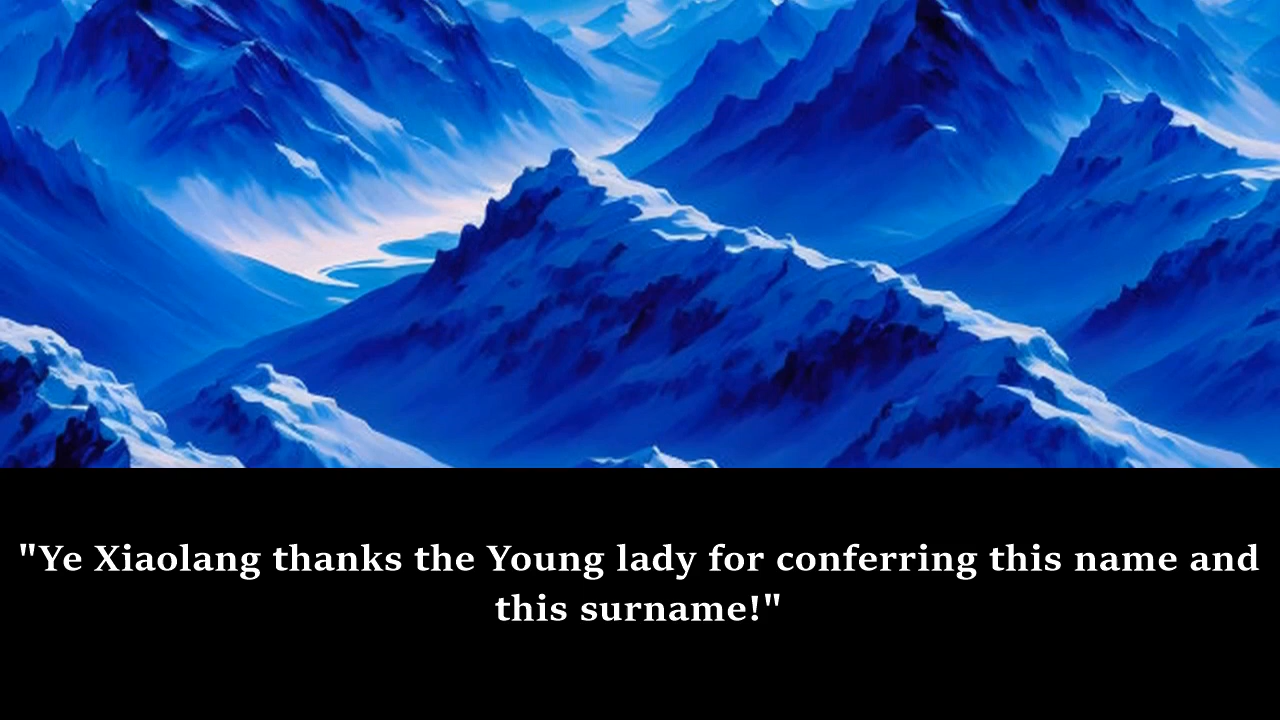 "Ye Xiaolang thanks the Young lady for conferring this name and
this surname!"